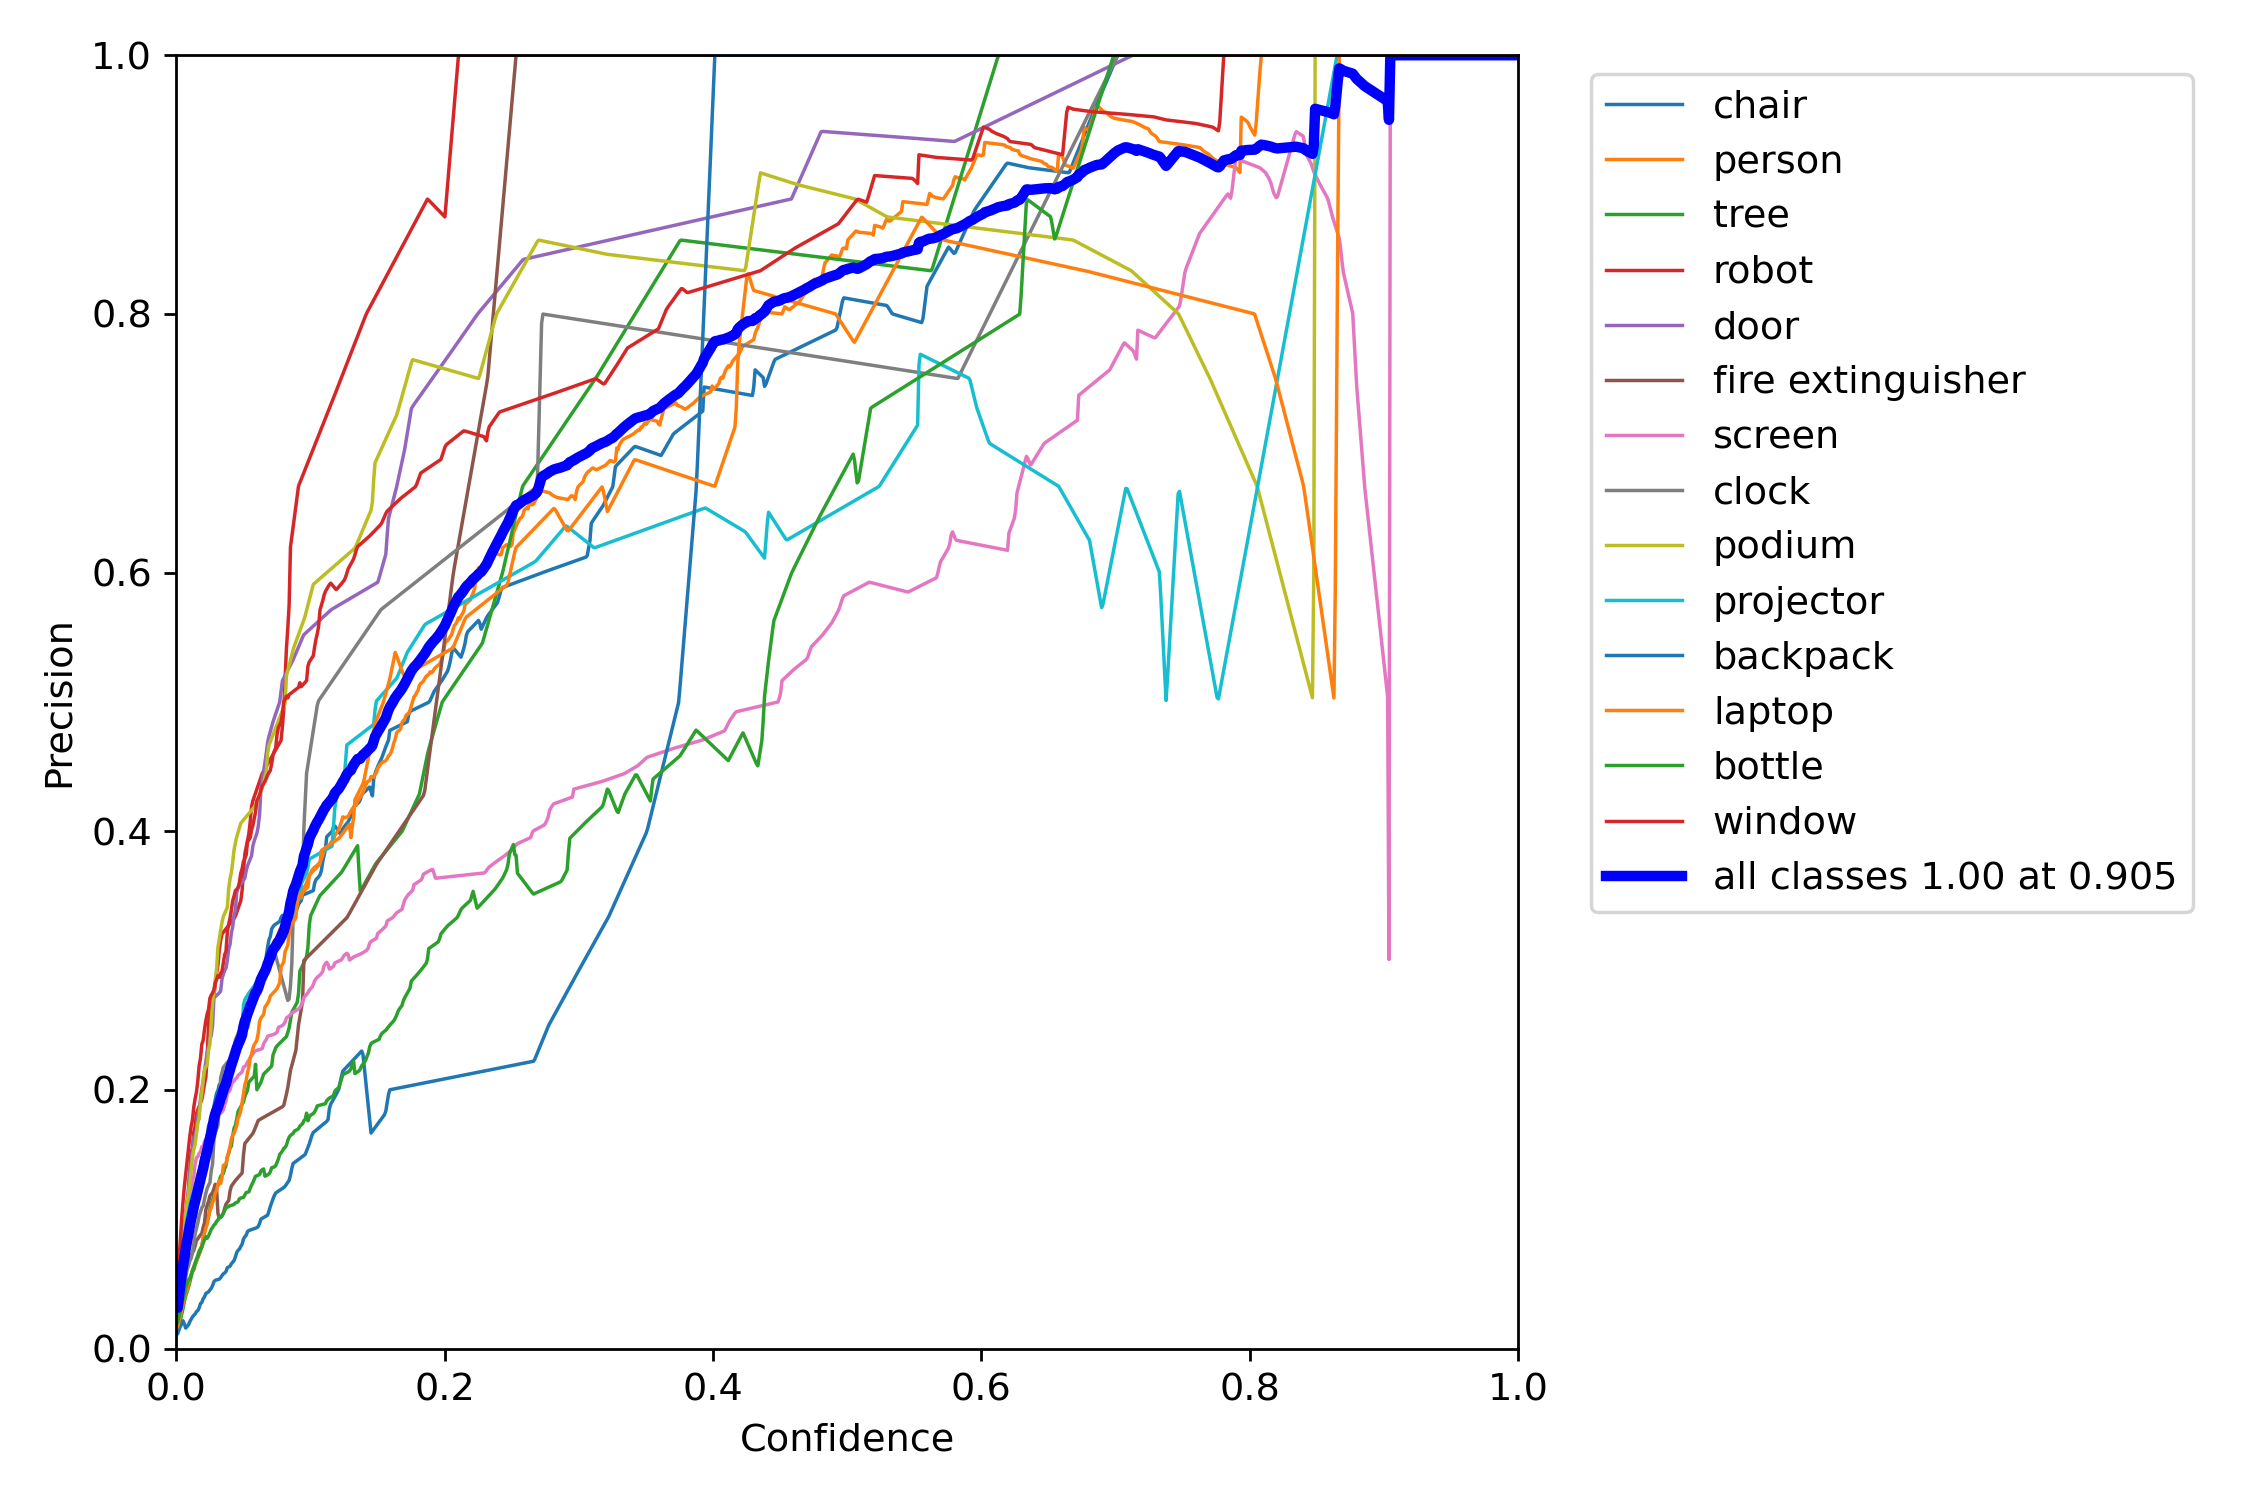 1.0
0.8
0.6
0.4
0.2
0.0
Precision
0.0 0.2 0.4 0.6 0.8 1.0
Confidence
chair
person
tree
robot
door
fire extinguisher
screen
clock
podium
projector
backpack
laptop
bottle
window
all classes 1.00 at 0.905